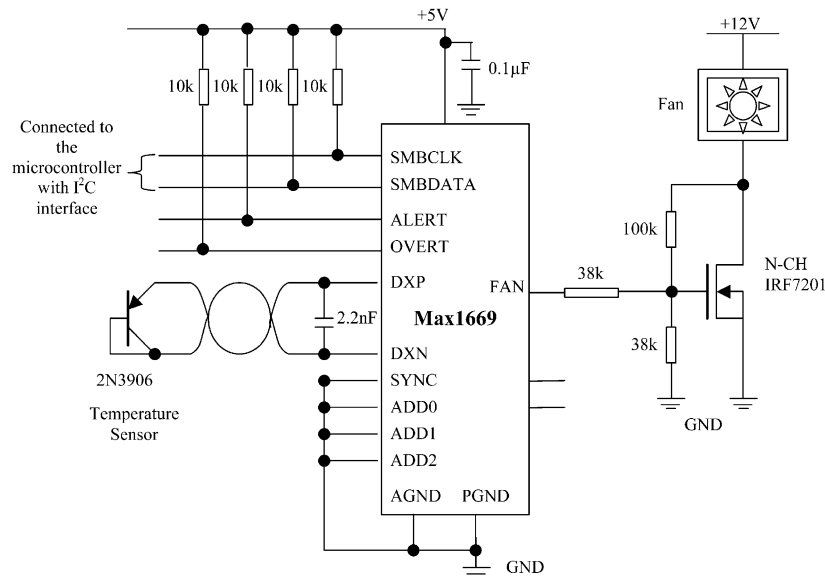 +5V
+12V
0.1µF
10k 10k 10k 10k
Fan
Connected to
the
microcontroller
with I²C
interface
SMBCLK
SMBDATA
ALERT
OVERT
100k
N-CH
IRF7201
DXP
FAN
38k
2.2nF
Max1669
DXN
38k
2N3906
SYNC
Temperature
Sensor
ADD0
ADD1
ADD2
GND
AGND PGND
GND